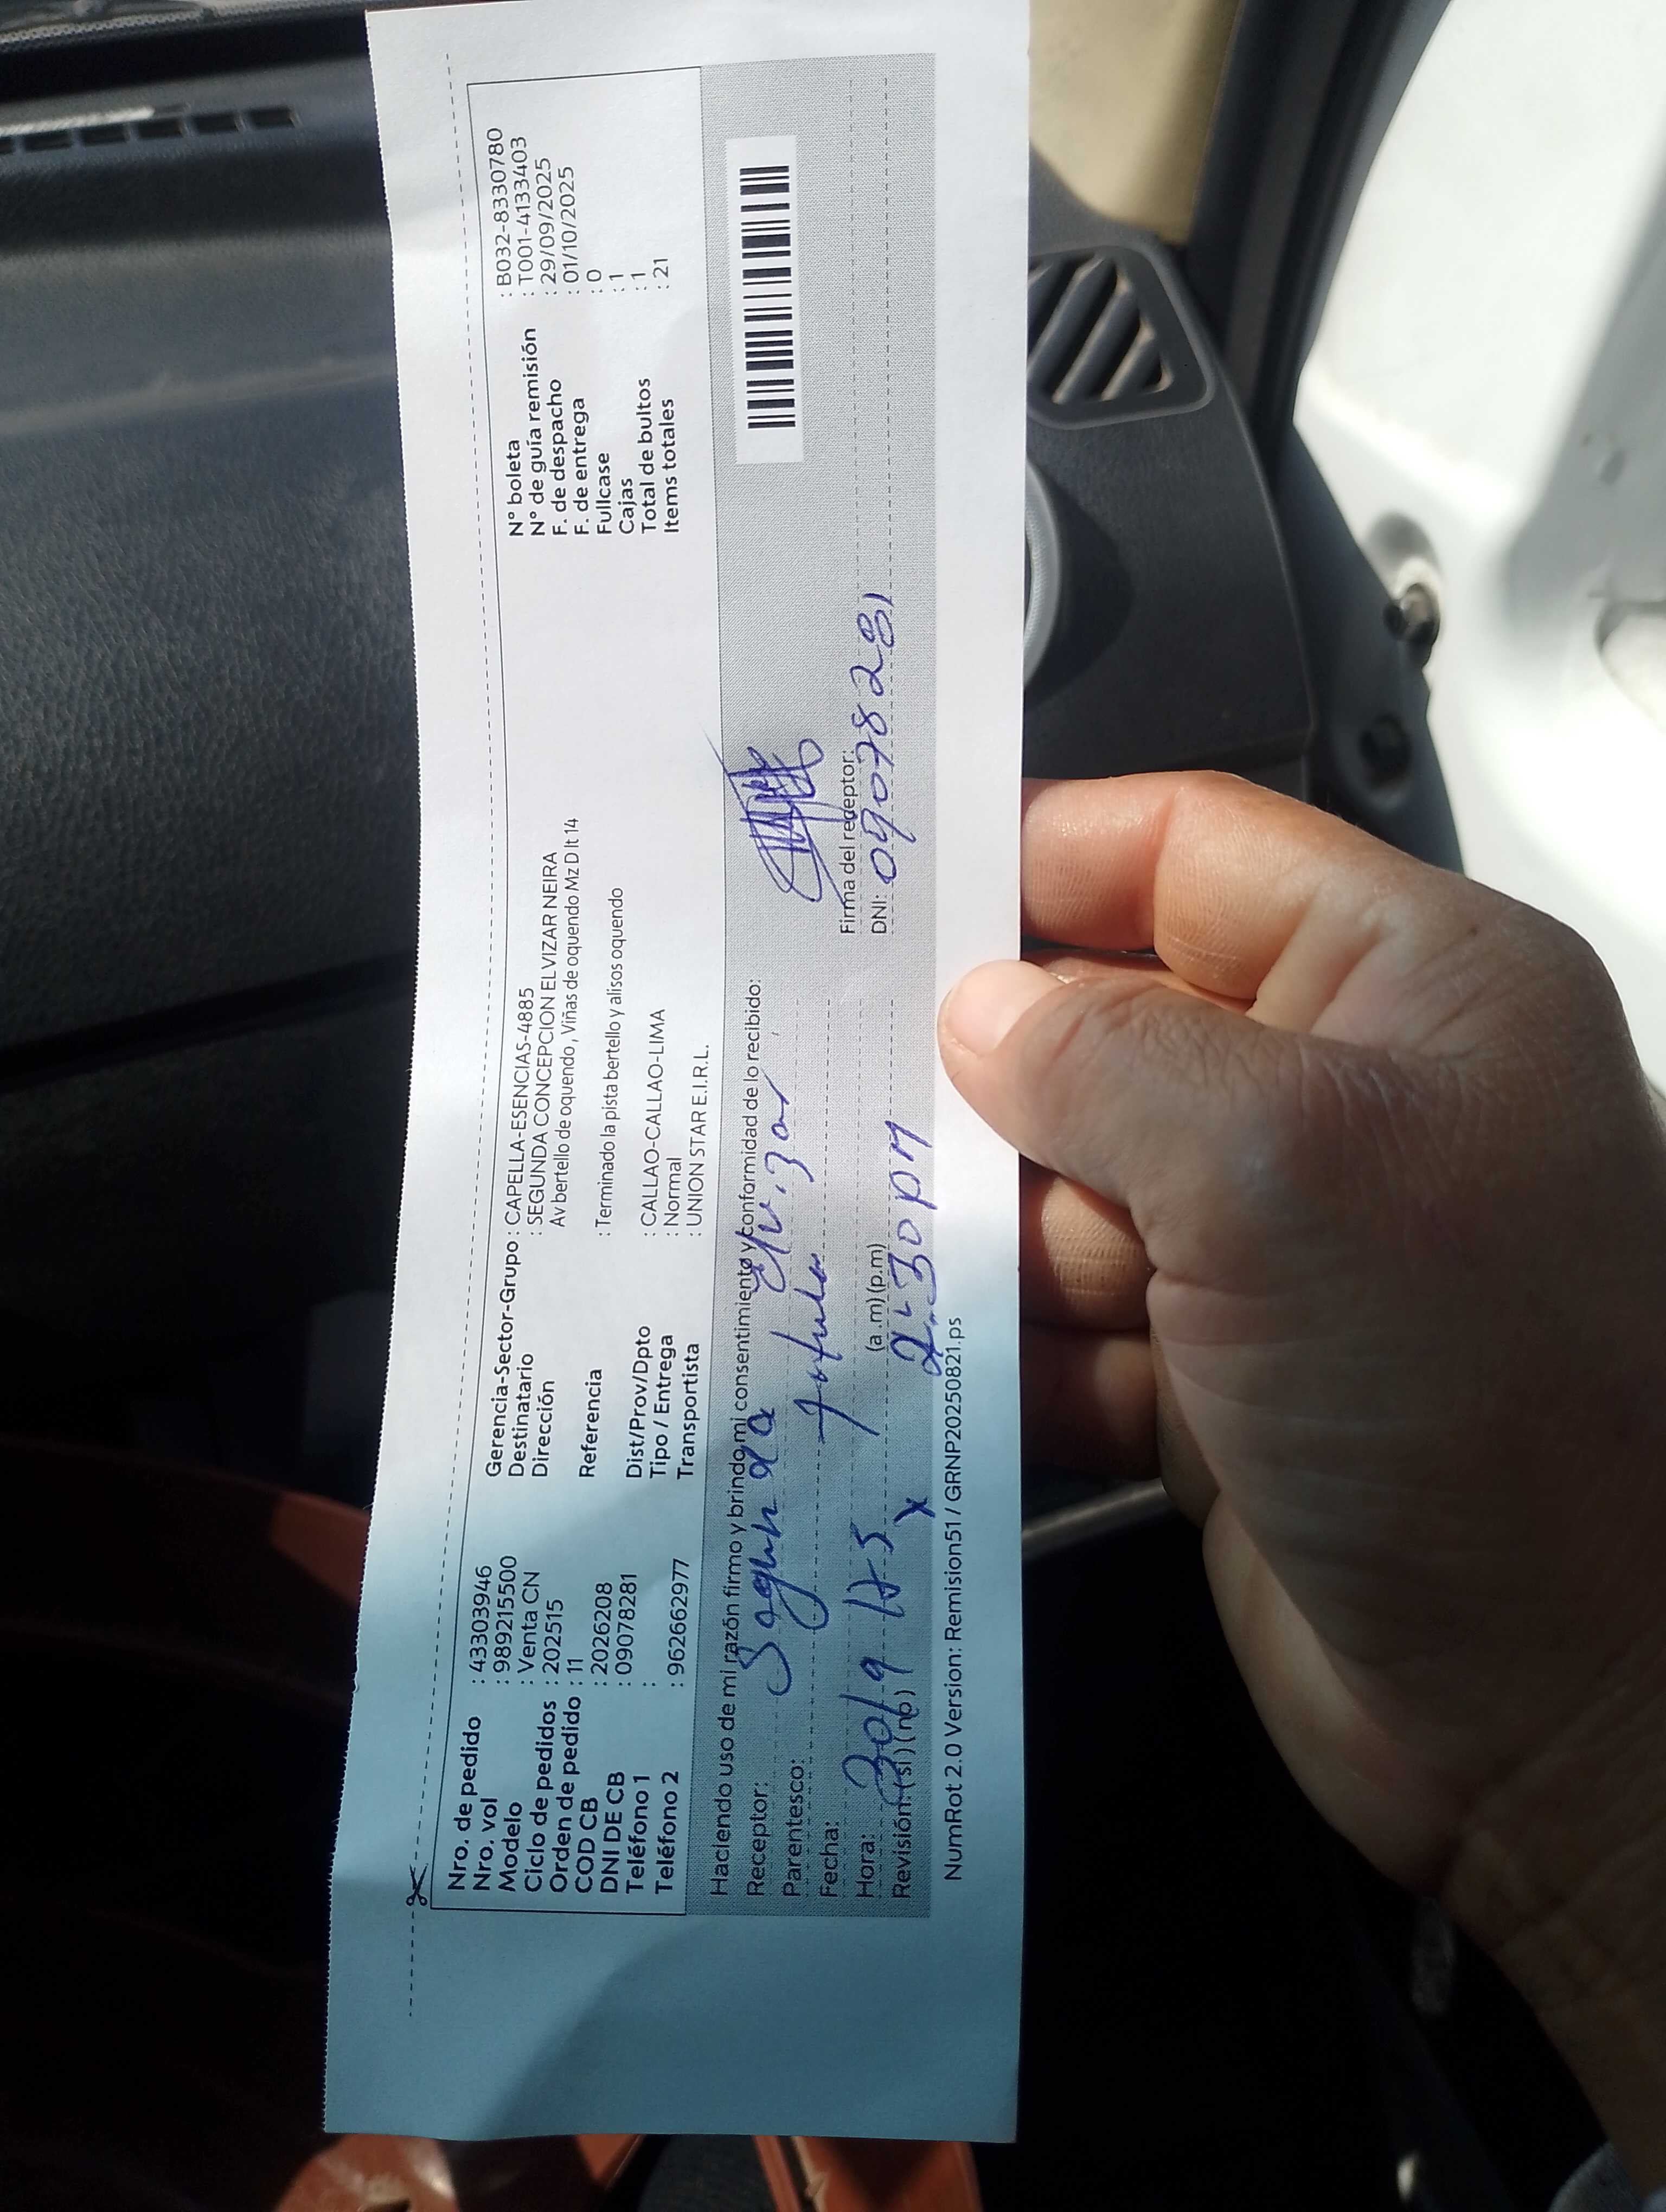 Nro. de pedido : 43303946
Nro. vol : 989215500
Modelo : Venta CN
Ciclo de pedidos : 202515
Orden de pedido : 11
COD CB : 2026208
DNI DE CB : 09078281
Teléfono 1 :
Teléfono 2 : 962662977
Gerencia-Sector-Grupo : CAPELLA-ESENCIAS-4885
Destinatario : SEGUNDA CONCEPCION ELVIZAR NEIRA
Dirección Av bertello de oquendo , Viñas de oquendo Mz D lt 14
Referencia : Terminado la pista bertello y alisos oquendo
Dist/Prov/Dpto : CALLAO-CALLAO-LIMA
Tipo / Entrega : Normal
Transportista : UNION STAR E.I.R.L.
N° boleta : B032-8330780
N° de guía remisión : T001-4133403
F. de despacho : 29/09/2025
F. de entrega : 01/10/2025
Fullcase : 0
Cajas : 1
Total de bultos : 1
Items totales : 21
Haciendo uso de mi razón firmo y brindo mi consentimiento y conformidad de lo recibido:
Receptor: Segunda Elvizar
Parentesco:
Fecha: 30/9
Hora: (a.m) (p.m)
Revisión: (si) (no) x 2:30 pm
Firma del receptor:
DNI: 09078281
NumRot 2.0 Version: Remision51 / GRNP20250821.ps